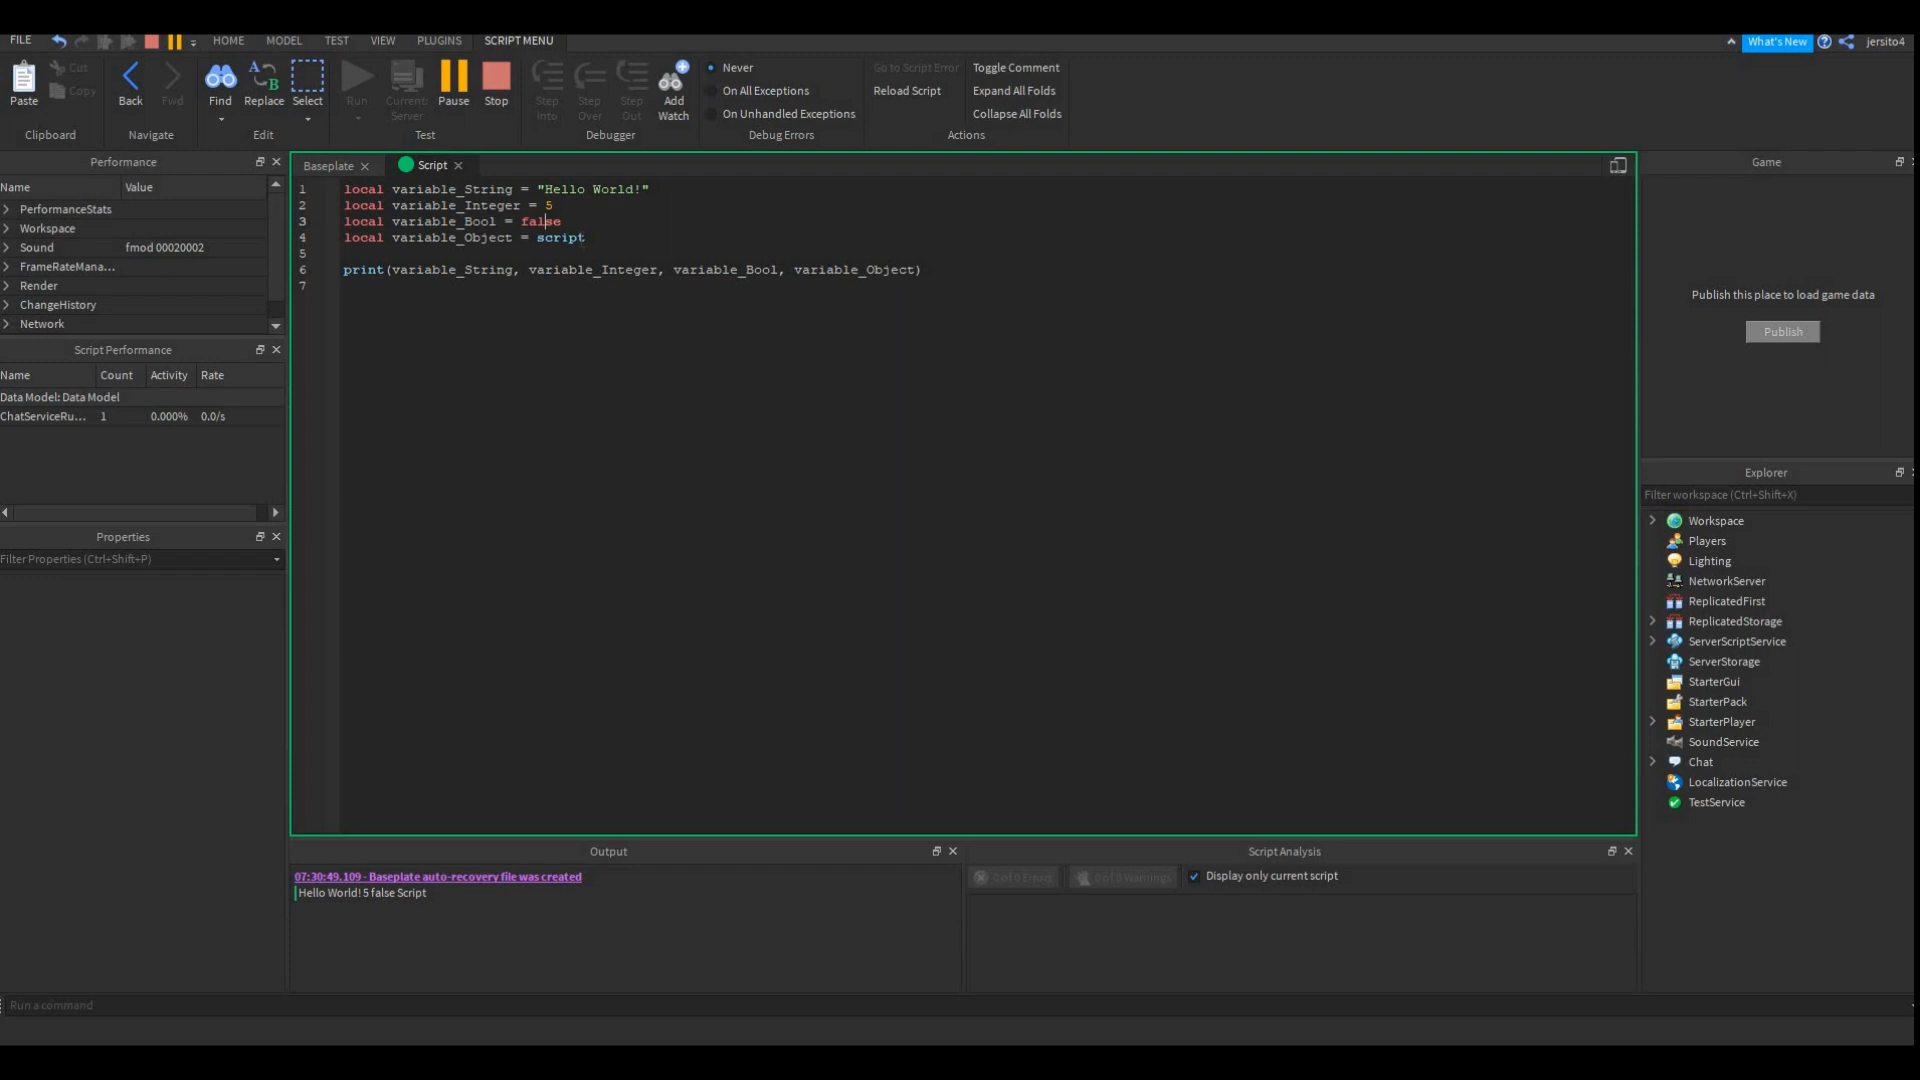 FILE HOME MODEL TEST VIEW PLUGINS SCRIPT MENU What's New jersito4
Paste Cut Copy Back Fwd Find Replace Select Run Current: Server Pause Stop Step Into Step Over Step Out Add Watch
Never
On All Exceptions
On Unhandled Exceptions
Go to Script Error
Reload Script
Toggle Comment
Expand All Folds
Collapse All Folds
Clipboard Navigate Edit Test Debugger Debug Errors Actions
Performance
Name Value
PerformanceStats
Workspace
Sound fmod 00020002
FrameRateMana...
Render
ChangeHistory
Network
Script Performance
Name Count Activity Rate
Data Model: Data Model
ChatServiceRu... 1 0.000% 0.0/s
Properties
Filter Properties (Ctrl+Shift+P)
Baseplate Script
1 local variable_String = "Hello World!"
2 local variable_Integer = 5
3 local variable_Bool = false
4 local variable_Object = script
5
6 print(variable_String, variable_Integer, variable_Bool, variable_Object)
7
Output
07:30:49.109 - Baseplate auto-recovery file was created
Hello World! 5 false Script
Script Analysis
0 of 0 Errors 0 of 0 Warnings Display only current script
Game
Publish this place to load game data
Publish
Explorer
Filter workspace (Ctrl+Shift+X)
Workspace
Players
Lighting
NetworkServer
ReplicatedFirst
ReplicatedStorage
ServerScriptService
ServerStorage
StarterGui
StarterPack
StarterPlayer
SoundService
Chat
LocalizationService
TestService
Run a command